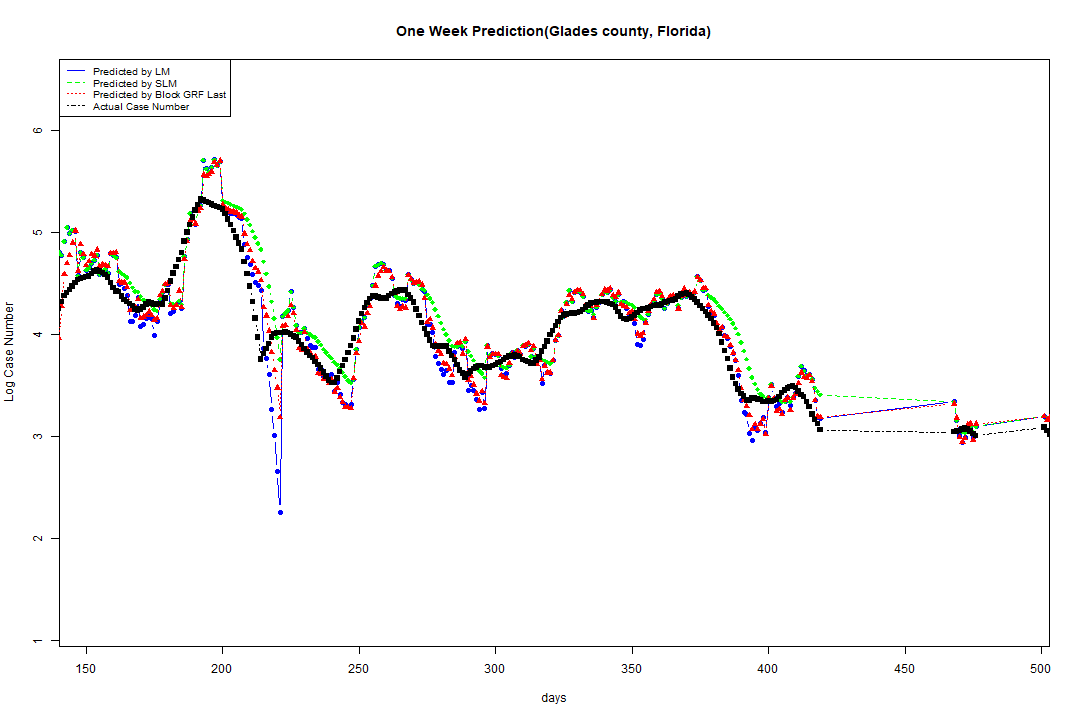 One Week Prediction(Glades county, Florida)
Predicted by LM
Predicted by SLM
Predicted by Block GRF Last
Actual Case Number
Log Case Number
6
5
4
3
2
1
150 200 250 300 350 400 450 500
days